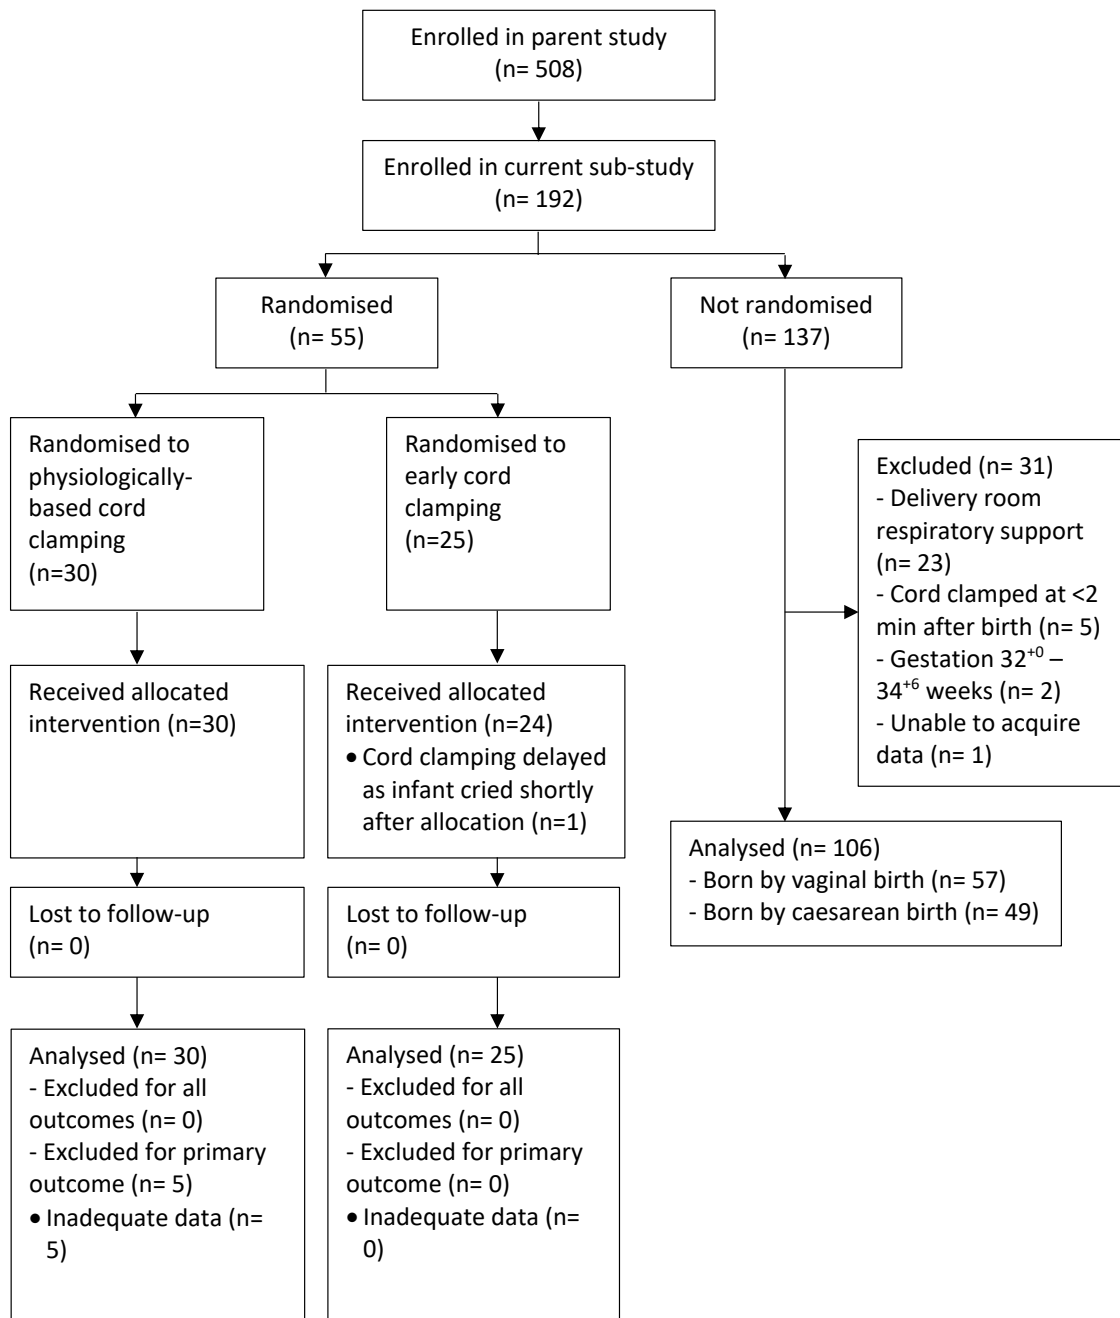 Enrolled in parent study
(n= 508)
Enrolled in current sub-study
(n= 192)
Randomised
(n= 55)
Not randomised
(n= 137)
Randomised to
physiologically-
based cord
clamping
(n=30)
Randomised to
early cord
clamping
(n=25)
Excluded (n= 31)
- Delivery room
respiratory support
(n= 23)
- Cord clamped at <2
min after birth (n= 5)
- Gestation 32⁺⁰ –
34⁺⁶ weeks (n= 2)
- Unable to acquire
data (n= 1)
Received allocated
intervention (n=30)
Received allocated
intervention (n=24)
• Cord clamping delayed
as infant cried shortly
after allocation (n=1)
Analysed (n= 106)
- Born by vaginal birth (n= 57)
- Born by caesarean birth (n= 49)
Lost to follow-up
(n= 0)
Lost to follow-up
(n= 0)
Analysed (n= 30)
- Excluded for all
outcomes (n= 0)
- Excluded for primary
outcome (n= 5)
• Inadequate data (n=
5)
Analysed (n= 25)
- Excluded for all
outcomes (n= 0)
- Excluded for primary
outcome (n= 0)
• Inadequate data (n=
0)